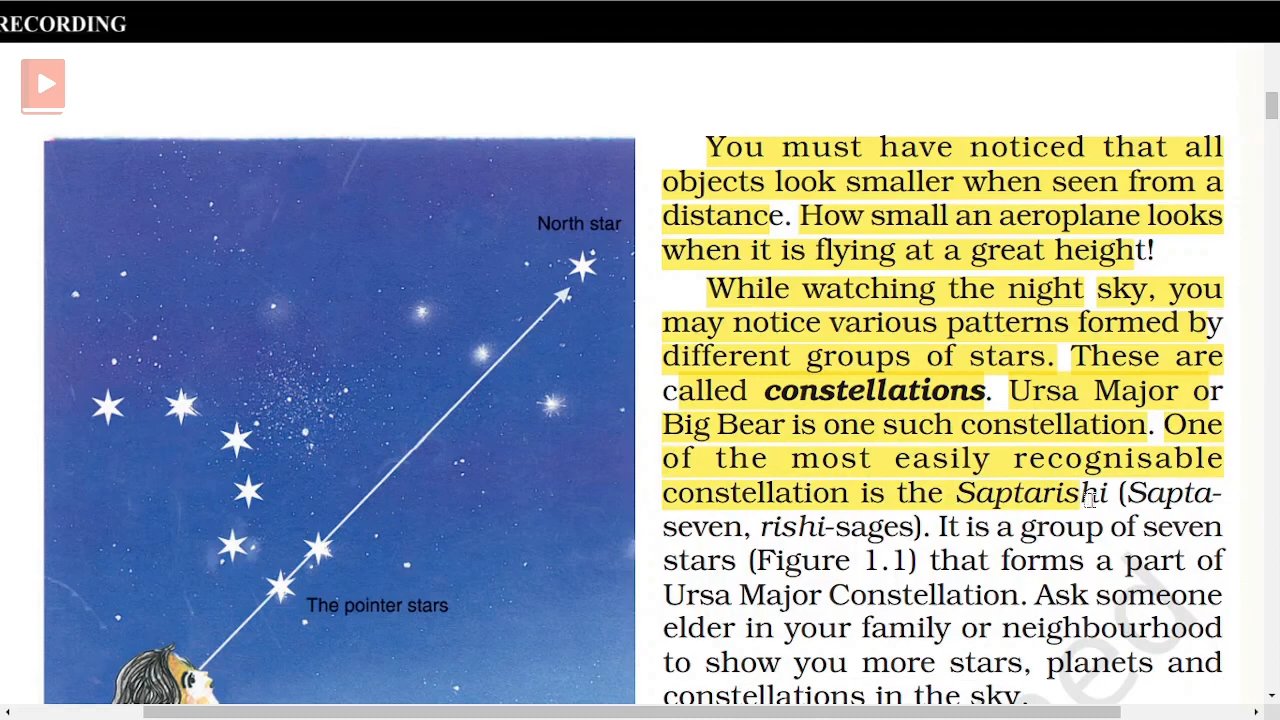 RECORDING
North star
The pointer stars
You must have noticed that all
objects look smaller when seen from a
distance. How small an aeroplane looks
when it is flying at a great height!
While watching the night sky, you
may notice various patterns formed by
different groups of stars. These are
called constellations. Ursa Major or
Big Bear is one such constellation. One
of the most easily recognisable
constellation is the Saptarishi (Sapta-
seven, rishi-sages). It is a group of seven
stars (Figure 1.1) that forms a part of
Ursa Major Constellation. Ask someone
elder in your family or neighbourhood
to show you more stars, planets and
constellations in the sky.